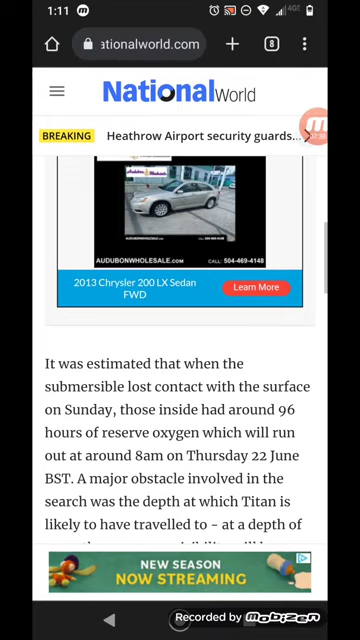 1:11
4GE
ationalworld.com
8
NationalWorld
BREAKING
Heathrow Airport security guards...
AUDUBONWHOLESALE.COM
CALL: 504-469-4148
2013 Chrysler 200 LX Sedan
FWD
Learn More
It was estimated that when the
submersible lost contact with the surface
on Sunday, those inside had around 96
hours of reserve oxygen which will run
out at around 8am on Thursday 22 June
BST. A major obstacle involved in the
search was the depth at which Titan is
likely to have travelled to - at a depth of
NEW SEASON
NOW STREAMING
Recorded by Mobizen